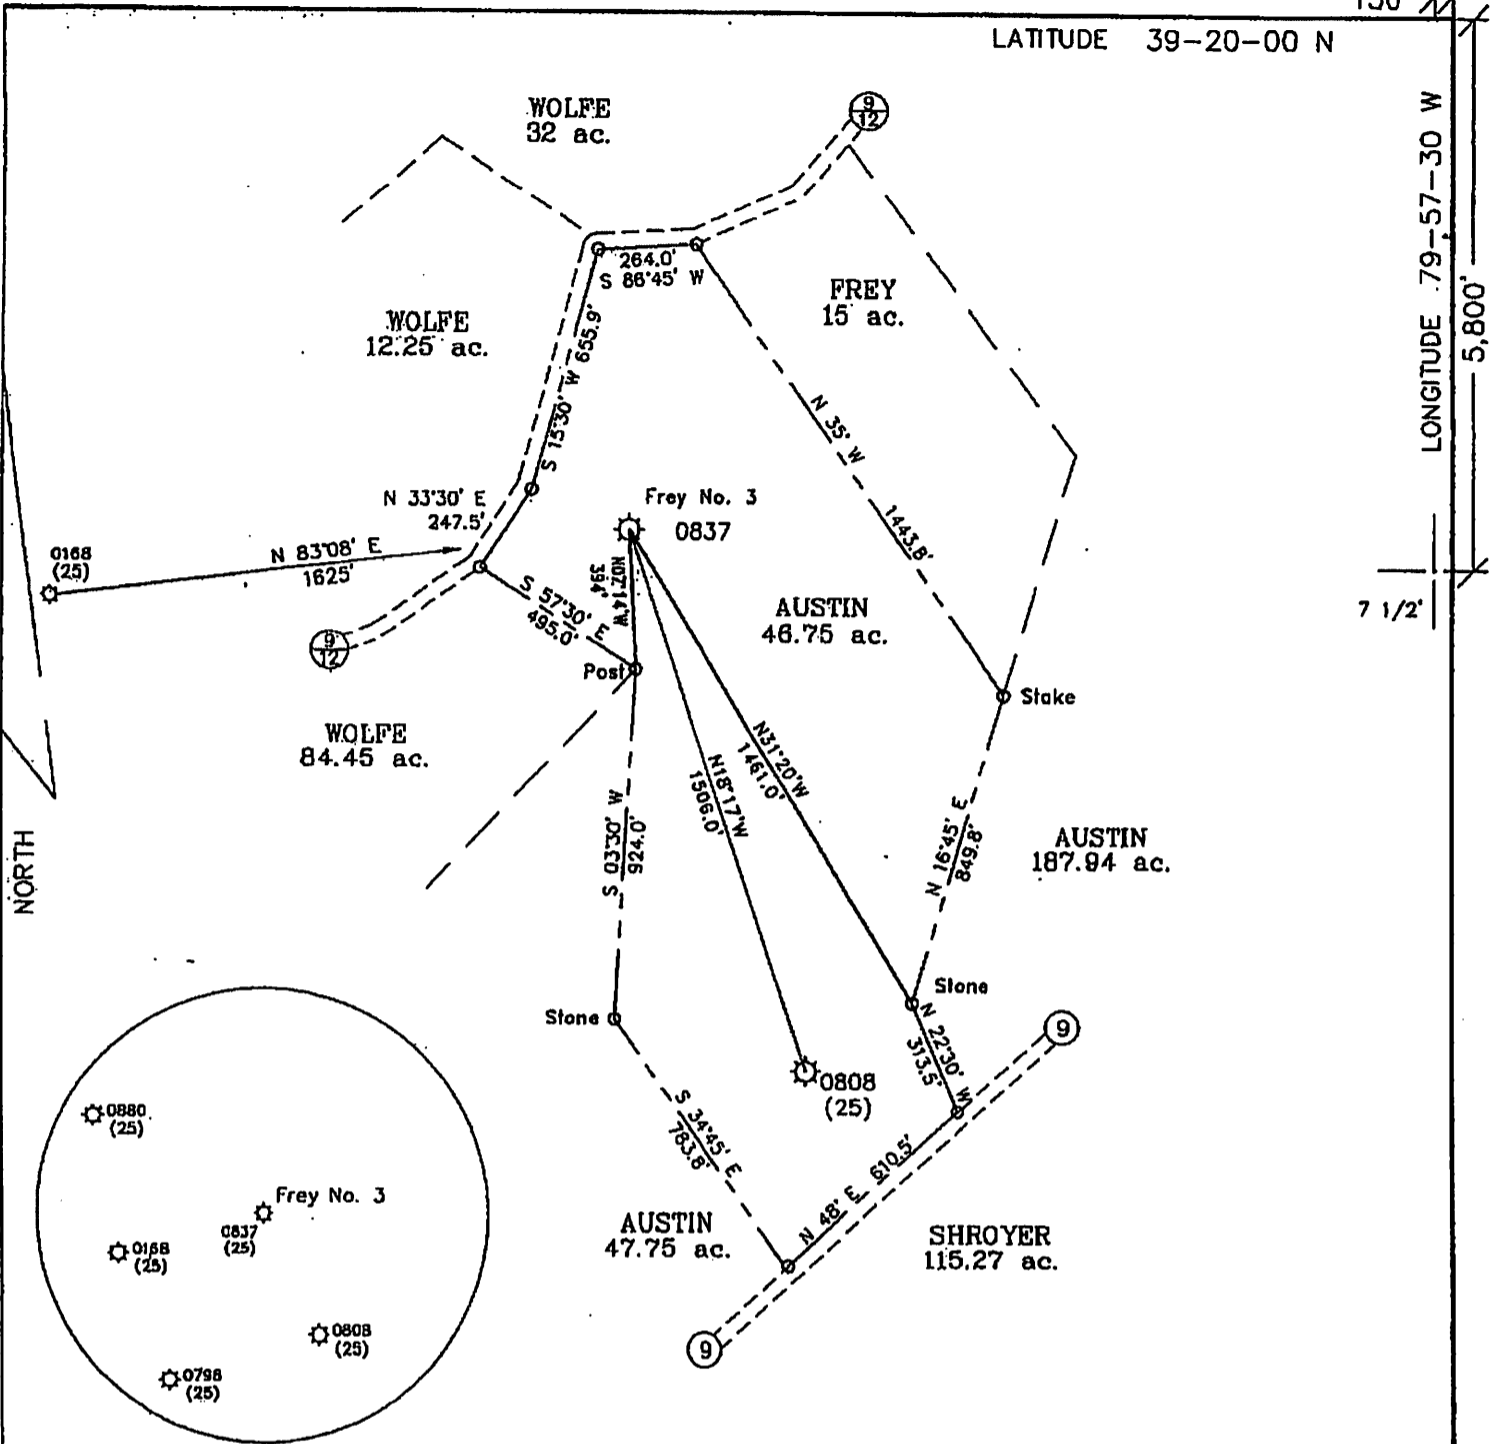 LATITUDE 39-20-00 N
LONGITUDE 79-57-30 W
5,800'
7 1/2'
WOLFE
32 ac.
9
12
264.0'
S 86°45' W
FREY
15 ac.
WOLFE
12.25 ac.
S 15°30' W 655.9'
N 35° W
1443.8'
N 33°30' E
247.5'
Frey No. 3
0837
0168
(25)
N 83°08' E
1625'
S 57°30' E
495.0'
N02°14'W
394'
AUSTIN
46.75 ac.
9
12
Post
Stake
WOLFE
84.45 ac.
N31°20'W
1461.0'
N18°17'W
1506.0'
S 03°30' W
924.0'
N 16°45' E
849.8'
AUSTIN
187.94 ac.
NORTH
Stone
Stone
N 22°30' W
313.5'
9
0808
(25)
S 34°45' E
783.8'
N 48° E 610.5'
AUSTIN
47.75 ac.
SHROYER
115.27 ac.
9
0880
(25)
Frey No. 3
0837
(25)
0168
(25)
0808
(25)
0798
(25)